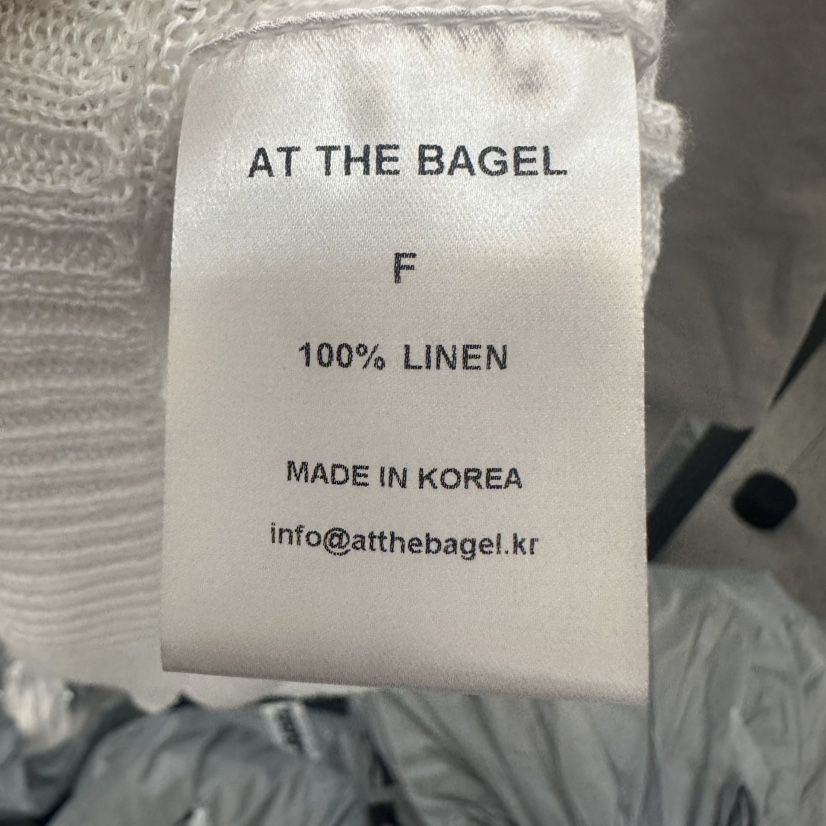 AT THE BAGEL
F
100% LINEN
MADE IN KOREA
info@atthebagel.kr